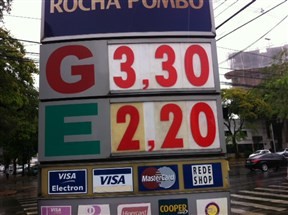 ROCHA POMBO
G 3,30
E 2,20
VISA Electron VISA MasterCard REDE SHOP
COOPER